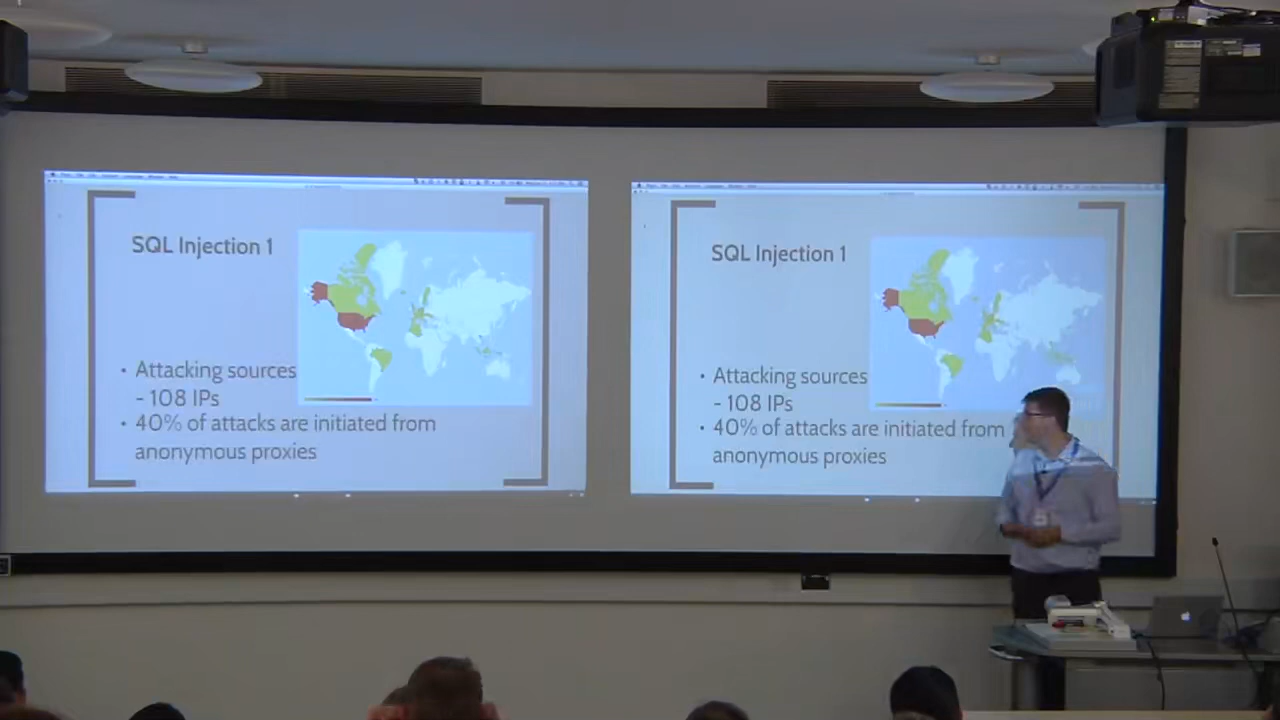 SQL Injection 1
• Attacking sources
- 108 IPs
• 40% of attacks are initiated from
anonymous proxies
SQL Injection 1
• Attacking sources
- 108 IPs
• 40% of attacks are initiated from
anonymous proxies